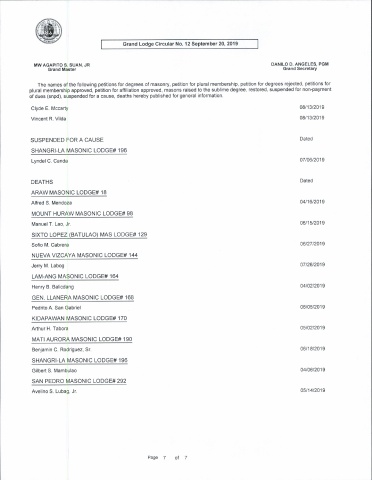 Grand Lodge Circular No. 12 September 20, 2019
MW AGAPITO S. SUAN, JR
Grand Master
DANILO D. ANGELES, PGM
Grand Secretary
The names of the following petitions for degrees of masonry, petition for plural membership, petition for degrees rejected, petitions for
plural membership approved, petition for affiliation approved, masons raised to the sublime degree, restored, suspended for non-payment
of dues (snpd), suspended for a cause, deaths hereby published for general information.
Clyde E. Mccarty 08/13/2019
Vincent R. Vilda 08/13/2019
SUSPENDED FOR A CAUSE Dated
SHANGRI-LA MASONIC LODGE# 196
Lyndel C. Canda 07/05/2019
DEATHS Dated
ARAW MASONIC LODGE# 18
Alfred S. Mendoza 04/16/2019
MOUNT HURAW MASONIC LODGE# 98
Manuel T. Lao, Jr. 06/15/2019
SIXTO LOPEZ (BATULAO) MAS LODGE# 129
Sofio M. Cabrera 06/27/2019
NUEVA VIZCAYA MASONIC LODGE# 144
Jerry M. Labog 07/28/2019
LAM-ANG MASONIC LODGE# 164
Henry B. Balicdang 04/02/2019
GEN. LLANERA MASONIC LODGE# 168
Pedrito A. San Gabriel 06/05/2019
KIDAPAWAN MASONIC LODGE# 170
Arthur H. Tabora 05/02/2019
MATI AURORA MASONIC LODGE# 190
Benjamin C. Rodriguez, Sr. 06/18/2019
SHANGRI-LA MASONIC LODGE# 196
Gilbert S. Mambulao 04/06/2019
SAN PEDRO MASONIC LODGE# 292
Avelino S. Lubag, Jr. 05/14/2019
Page 7 of 7